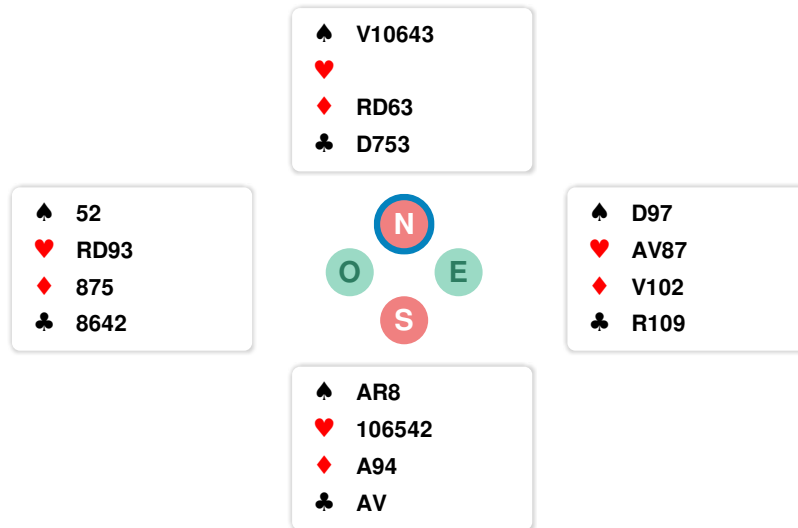 ♠ V10643
♥
♦ RD63
♣ D753
♠ 52
♥ RD93
♦ 875
♣ 8642
N
O E
S
♠ D97
♥ AV87
♦ V102
♣ R109
♠ AR8
♥ 106542
♦ A94
♣ AV